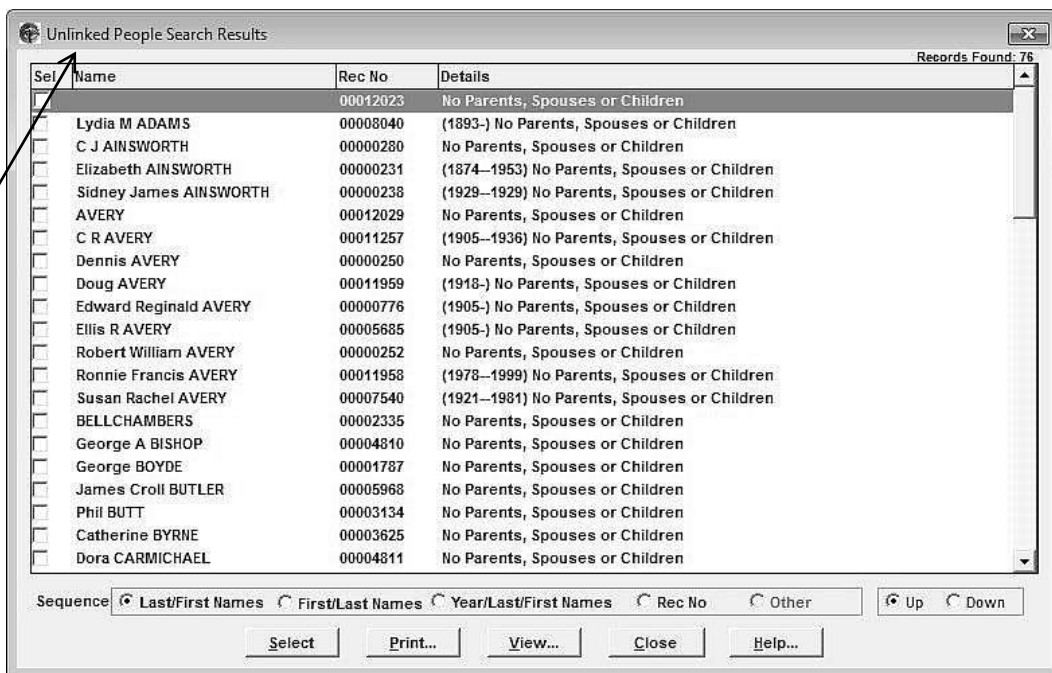 Unlinked People Search Results
Records Found: 76
Sel Name Rec No Details
00012023 No Parents, Spouses or Children
Lydia M ADAMS 00008040 (1893-) No Parents, Spouses or Children
C J AINSWORTH 00000280 No Parents, Spouses or Children
Elizabeth AINSWORTH 00000231 (1874--1953) No Parents, Spouses or Children
Sidney James AINSWORTH 00000238 (1929--1929) No Parents, Spouses or Children
AVERY 00012029 No Parents, Spouses or Children
C R AVERY 00011257 (1905--1936) No Parents, Spouses or Children
Dennis AVERY 00000250 No Parents, Spouses or Children
Doug AVERY 00011959 (1918-) No Parents, Spouses or Children
Edward Reginald AVERY 00000776 (1905-) No Parents, Spouses or Children
Ellis R AVERY 00005685 (1905-) No Parents, Spouses or Children
Robert William AVERY 00000252 No Parents, Spouses or Children
Ronnie Francis AVERY 00011958 (1978--1999) No Parents, Spouses or Children
Susan Rachel AVERY 00007540 (1921--1981) No Parents, Spouses or Children
BELLCHAMBERS 00002335 No Parents, Spouses or Children
George A BISHOP 00004810 No Parents, Spouses or Children
George BOYDE 00001787 No Parents, Spouses or Children
James Croll BUTLER 00005968 No Parents, Spouses or Children
Phil BUTT 00003134 No Parents, Spouses or Children
Catherine BYRNE 00003625 No Parents, Spouses or Children
Dora CARMICHAEL 00004811 No Parents, Spouses or Children
Sequence Last/First Names First/Last Names Year/Last/First Names Rec No Other Up Down
Select Print... View... Close Help...